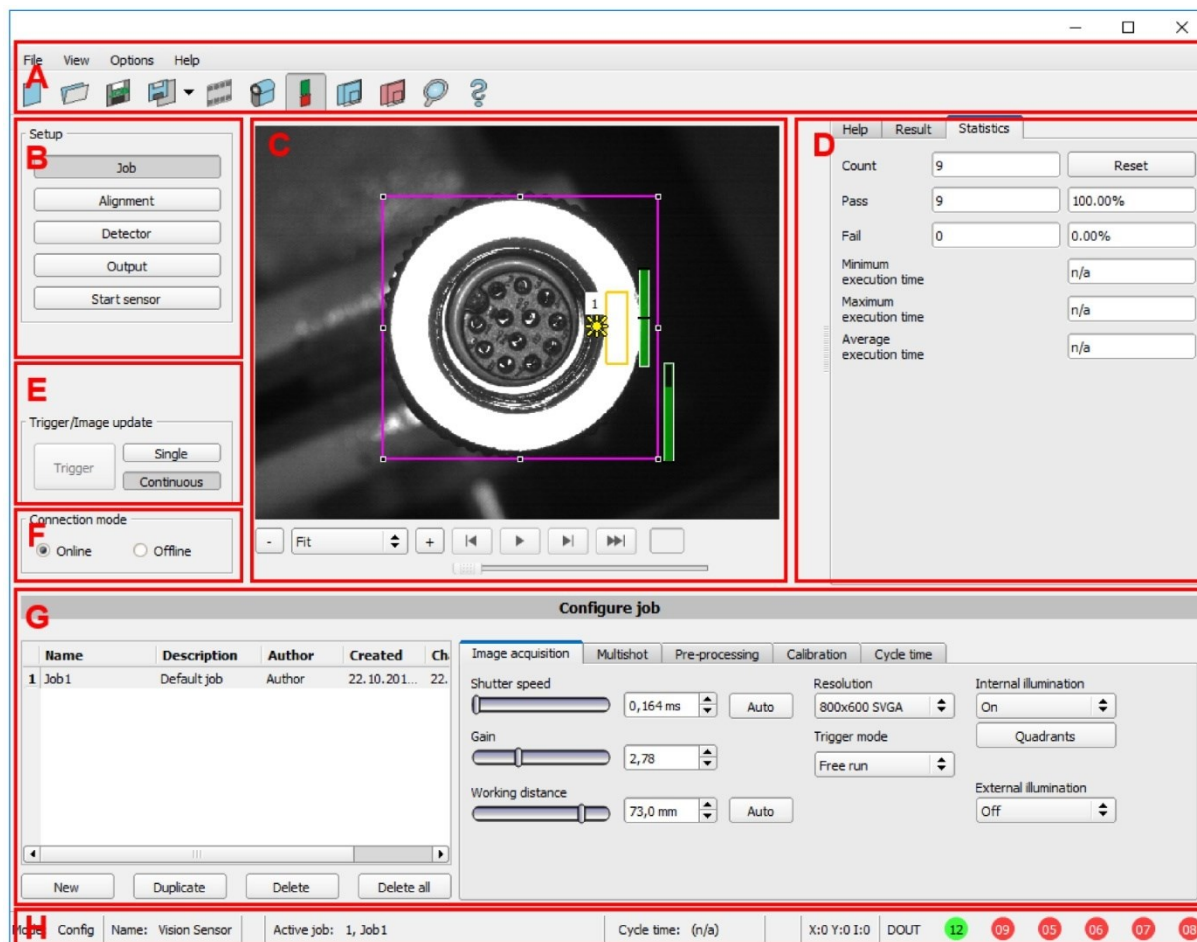 File View Options Help
A
Setup
B
Job
Alignment
Detector
Output
Start sensor
E
Trigger/Image update
Trigger
Single
Continuous
Connection mode
F
Online Offline
C
1
- Fit +
D
Help Result Statistics
Count 9 Reset
Pass 9 100.00%
Fail 0 0.00%
Minimum
execution time n/a
Maximum
execution time n/a
Average
execution time n/a
Configure job
G
Name Description Author Created
1 Job1 Default job Author 22.10.201... 22.
New Duplicate Delete Delete all
Image acquisition Multishot Pre-processing Calibration Cycle time
Shutter speed
0,164 ms Auto
Gain
2,78
Working distance
73,0 mm Auto
Resolution
800x600 SVGA
Trigger mode
Free run
Internal illumination
On
Quadrants
External illumination
Off
H
Config Name: Vision Sensor Active job: 1, Job1 Cycle time: (n/a) X:0 Y:0 I:0 DOUT 12 09 05 06 07 08